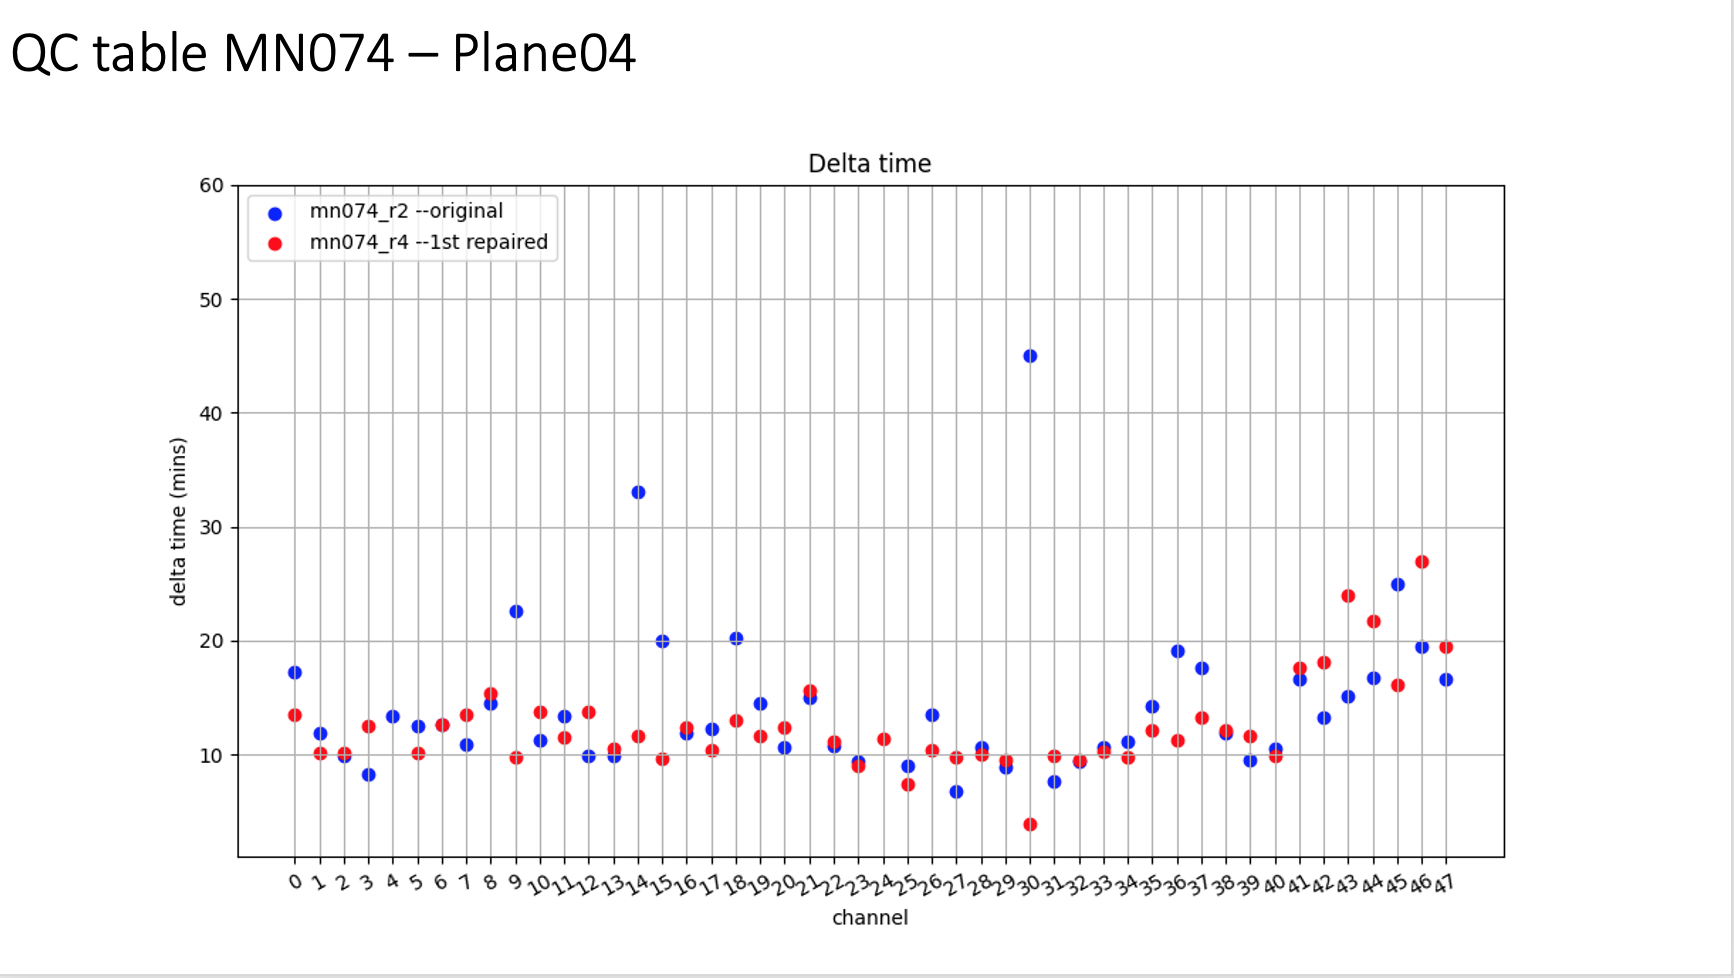 QC table MN074 – Plane04
Delta time
60
mn074_r2 --original
mn074_r4 --1st repaired
50
40
30
20
10
delta time (mins)
0 1 2 3 4 5 6 7 8 9 10 11 12 13 14 15 16 17 18 19 20 21 22 23 24 25 26 27 28 29 30 31 32 33 34 35 36 37 38 39 40 41 42 43 44 45 46 47
channel